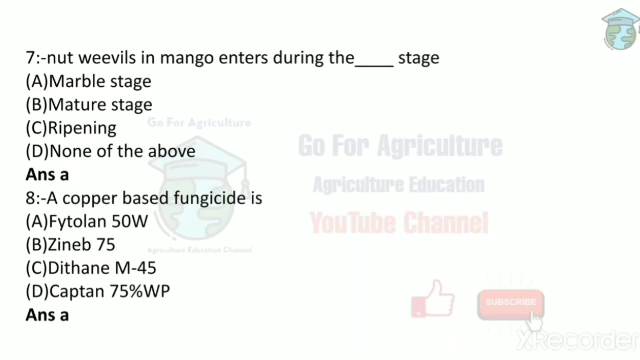 7:-nut weevils in mango enters during the____ stage
(A)Marble stage
(B)Mature stage
(C)Ripening
(D)None of the above
Ans a
8:-A copper based fungicide is
(A)Fytolan 50W
(B)Zineb 75
(C)Dithane M-45
(D)Captan 75%WP
Ans a
Go For Agriculture
Agriculture Education Channel
Go For Agriculture
Agriculture Education
YouTube Channel
SUBSCRIBE
XRecorder